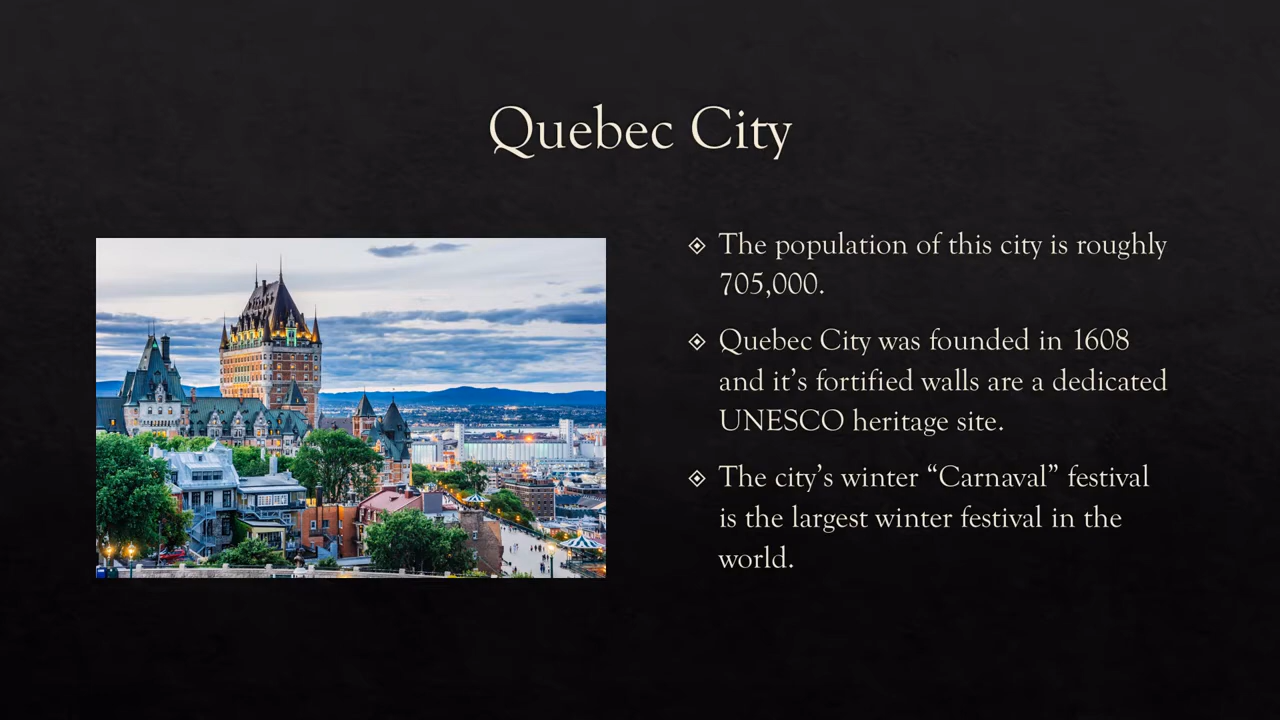 Quebec City
The population of this city is roughly
705,000.
Quebec City was founded in 1608
and it’s fortified walls are a dedicated
UNESCO heritage site.
The city’s winter “Carnaval” festival
is the largest winter festival in the
world.